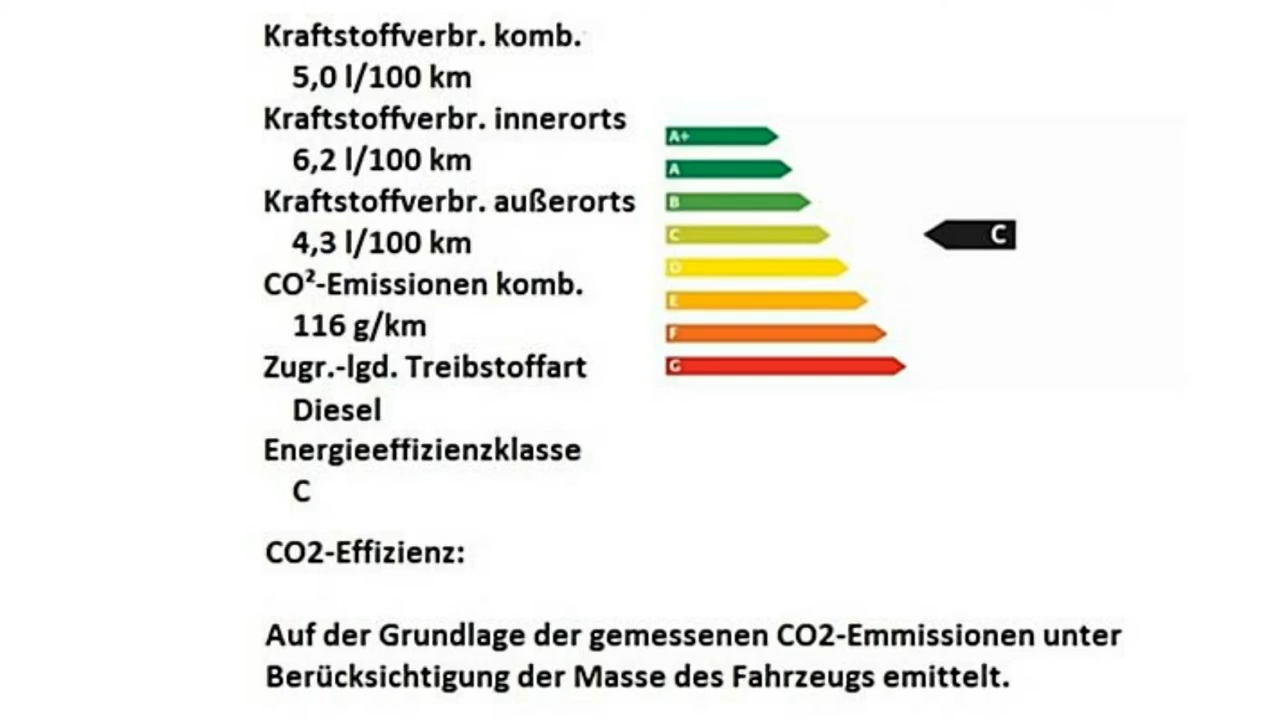 Kraftstoffverbr. komb.
5,0 l/100 km
Kraftstoffverbr. innerorts
6,2 l/100 km
Kraftstoffverbr. außerorts
4,3 l/100 km
CO²-Emissionen komb.
116 g/km
Zugr.-lgd. Treibstoffart
Diesel
Energieeffizienzklasse
C
A+
A
B
C
D
E
F
G
C
CO2-Effizienz:
Auf der Grundlage der gemessenen CO2-Emmissionen unter
Berücksichtigung der Masse des Fahrzeugs emittelt.